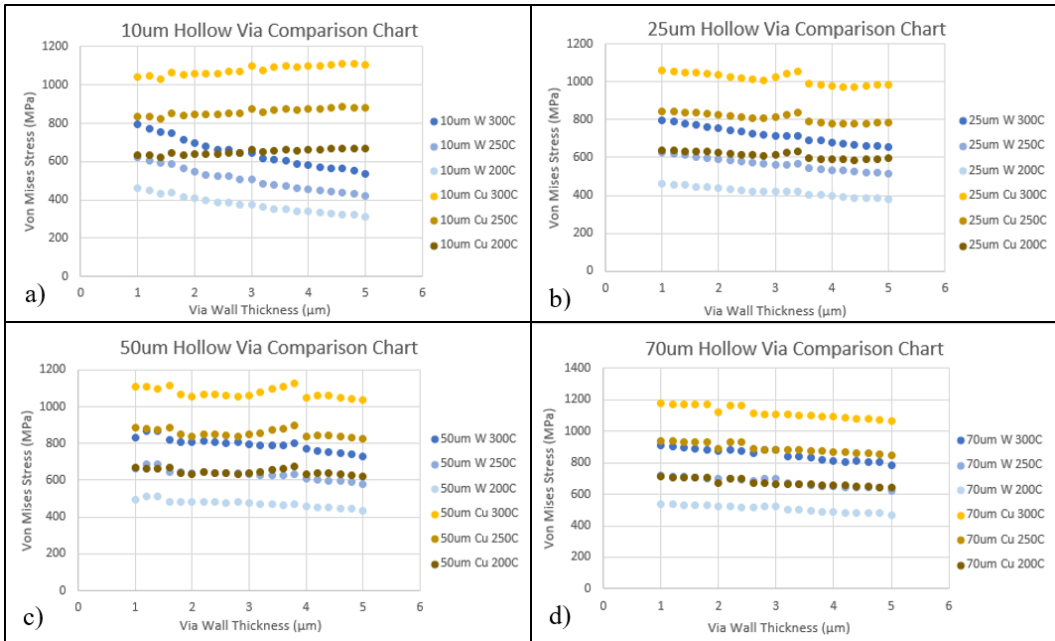 10um Hollow Via Comparison Chart
Von Mises Stress (MPa)
1200
1000
800
600
400
200
0
0 1 2 3 4 5 6
Via Wall Thickness (µm)
10um W 300C
10um W 250C
10um W 200C
10um Cu 300C
10um Cu 250C
10um Cu 200C
a)
25um Hollow Via Comparison Chart
Von Mises Stress (MPa)
1200
1000
800
600
400
200
0
0 1 2 3 4 5 6
Via Wall Thickness (µm)
25um W 300C
25um W 250C
25um W 200C
25um Cu 300C
25um Cu 250C
25um Cu 200C
b)
50um Hollow Via Comparison Chart
Von Mises Stress (MPa)
1200
1000
800
600
400
200
0
0 1 2 3 4 5 6
Via Wall Thickness (µm)
50um W 300C
50um W 250C
50um W 200C
50um Cu 300C
50um Cu 250C
50um Cu 200C
c)
70um Hollow Via Comparison Chart
Von Mises Stress (MPa)
1400
1200
1000
800
600
400
200
0
0 1 2 3 4 5 6
Via Wall Thickness (µm)
70um W 300C
70um W 250C
70um W 200C
70um Cu 300C
70um Cu 250C
70um Cu 200C
d)